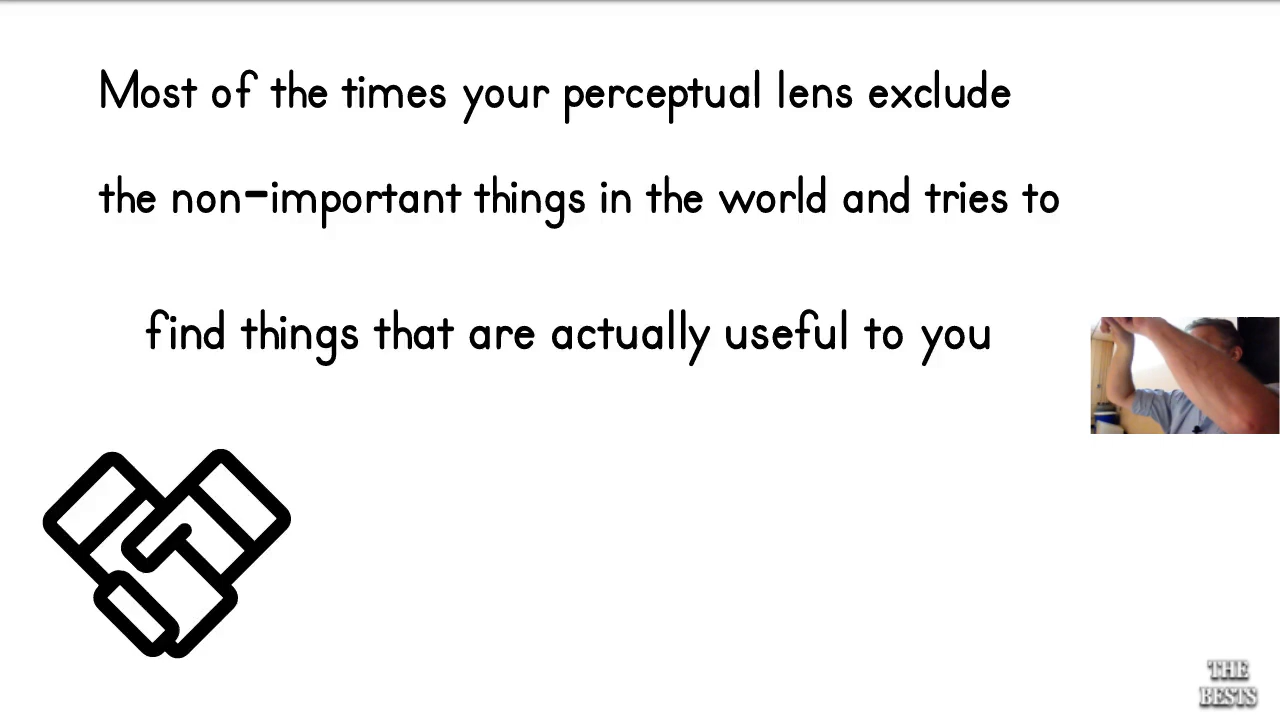 Most of the times your perceptual lens exclude
the non-important things in the world and tries to
find things that are actually useful to you
THE
BESTS